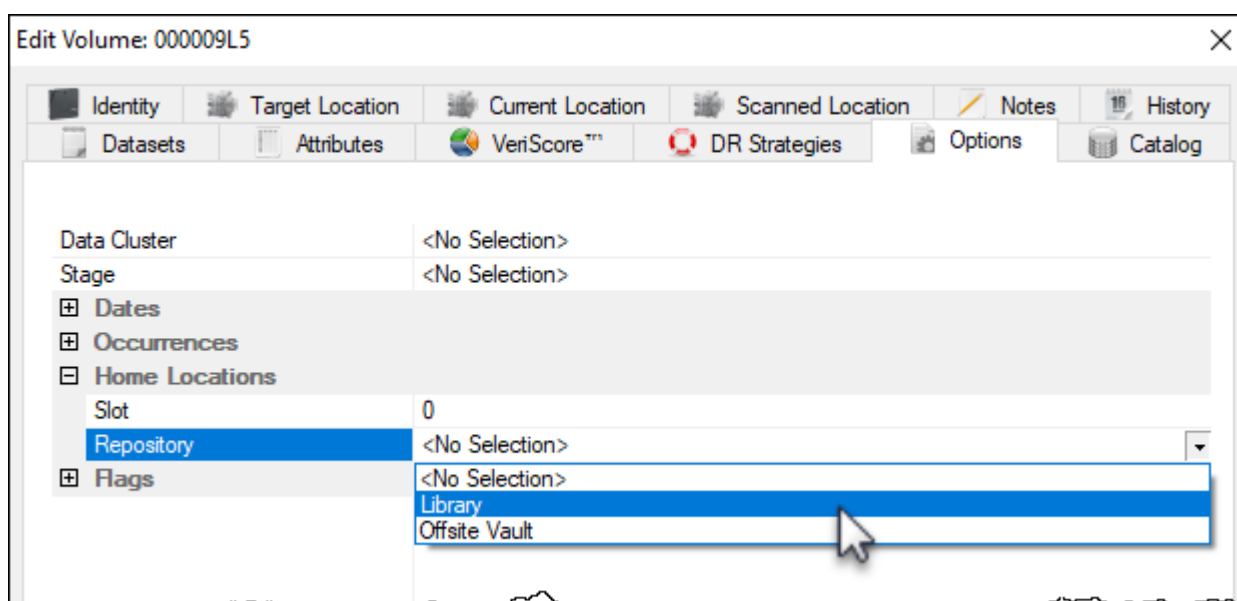 Edit Volume: 000009L5
Identity Target Location Current Location Scanned Location Notes 16 History
Datasets Attributes VeriScore™ DR Strategies Options Catalog
Data Cluster <No Selection>
Stage <No Selection>
Dates
Occurrences
Home Locations
Slot 0
Repository <No Selection>
Flags <No Selection>
Library
Offsite Vault